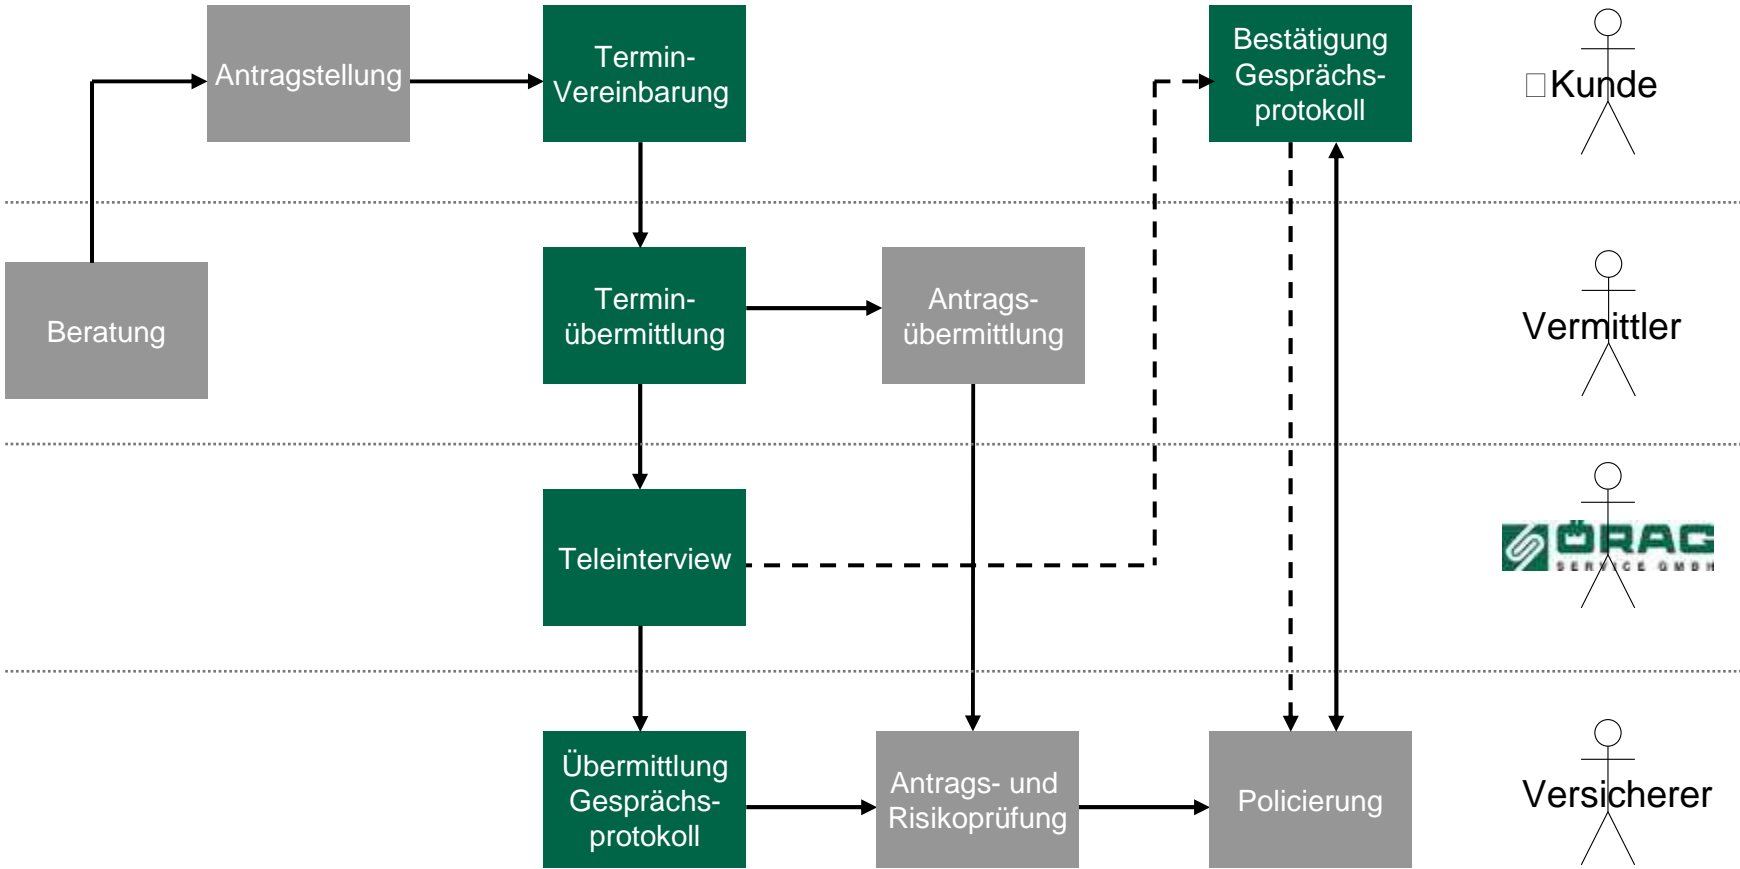 Antragstellung
Termin-
Vereinbarung
Bestätigung
Gesprächs-
protokoll
Kunde
Beratung
Termin-
übermittlung
Antrags-
übermittlung
Vermittler
Teleinterview
ÖRAG
SERVICE GMBH
Übermittlung
Gesprächs-
protokoll
Antrags- und
Risikoprüfung
Policierung
Versicherer